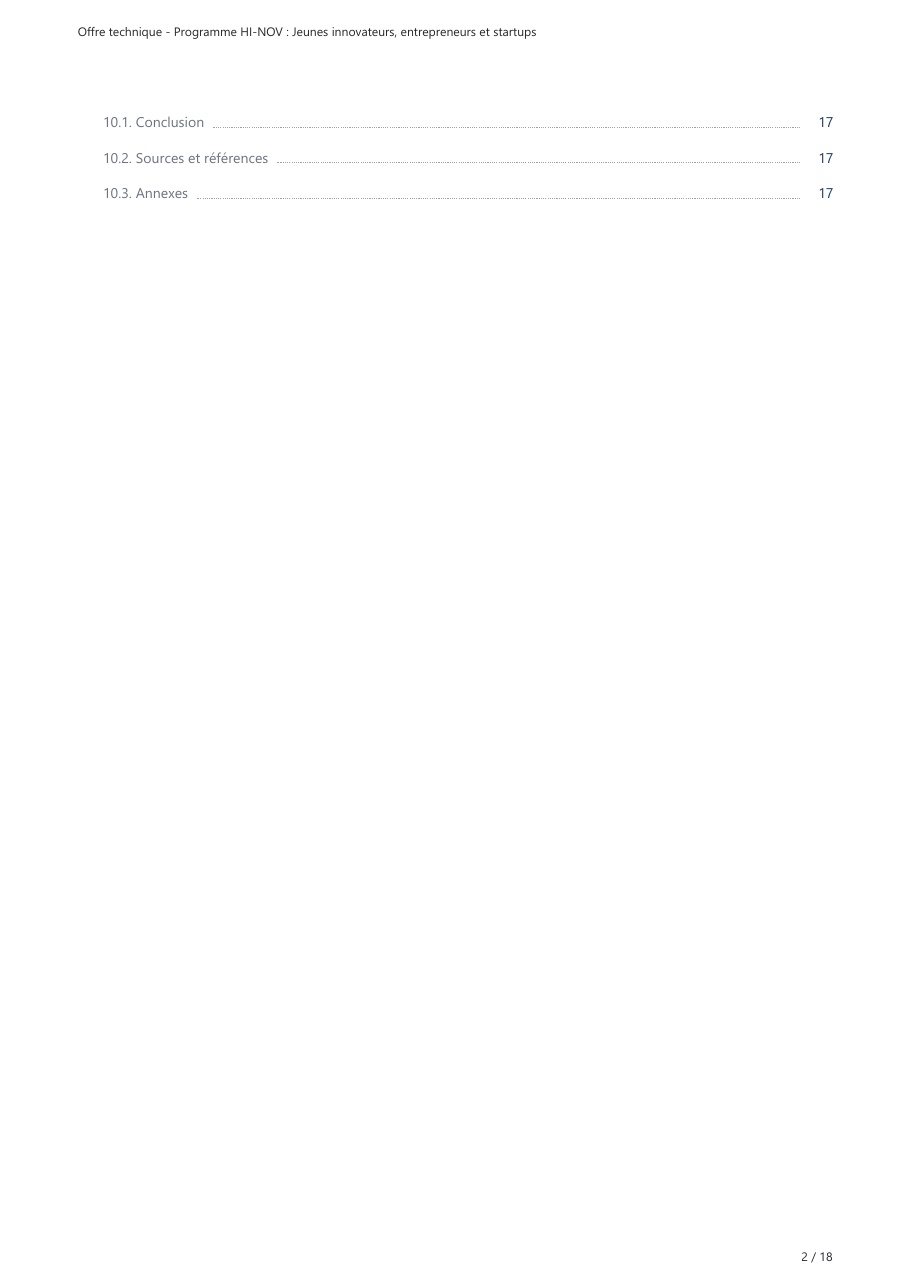 Offre technique - Programme HI-NOV : Jeunes innovateurs, entrepreneurs et startups
10.1. Conclusion 17
10.2. Sources et références 17
10.3. Annexes 17
2 / 18